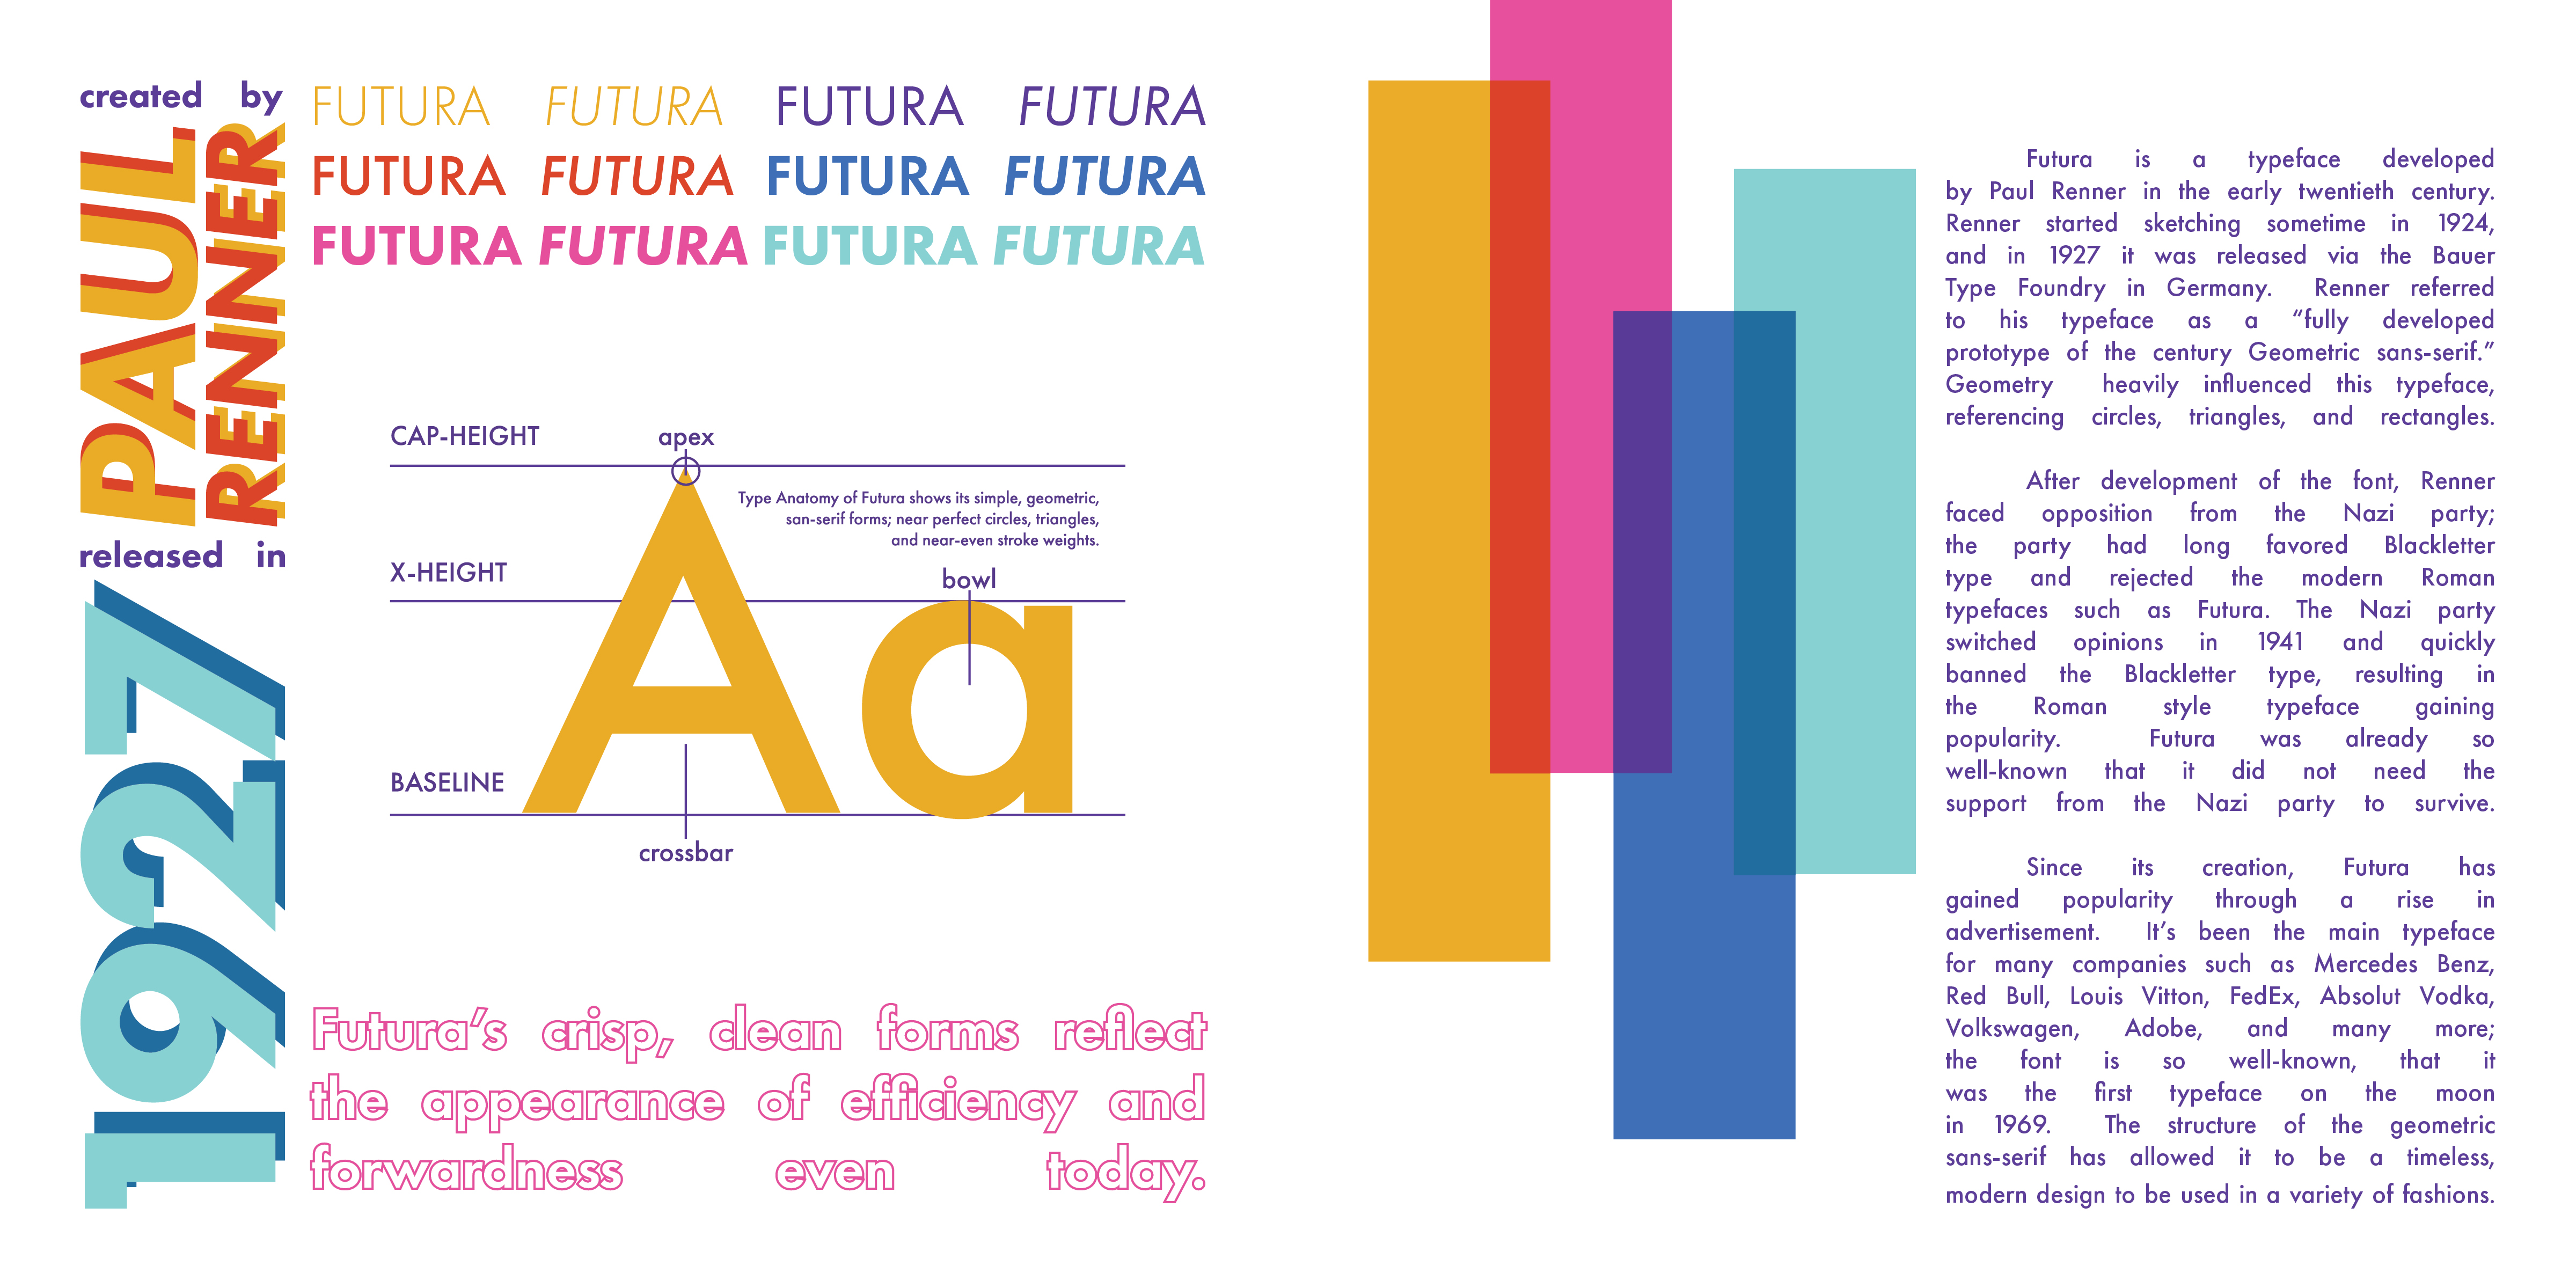 created by
PAUL
RENNER
released in
1927
FUTURA FUTURA FUTURA FUTURA
FUTURA FUTURA FUTURA FUTURA
FUTURA FUTURA FUTURA FUTURA
CAP-HEIGHT
apex
Type Anatomy of Futura shows its simple, geometric,
san-serif forms; near perfect circles, triangles,
and near-even stroke weights.
X-HEIGHT
bowl
Aa
BASELINE
crossbar
Futura's crisp, clean forms reflect
the appearance of efficiency and
forwardness even today.
Futura is a typeface developed
by Paul Renner in the early twentieth century.
Renner started sketching sometime in 1924,
and in 1927 it was released via the Bauer
Type Foundry in Germany. Renner referred
to his typeface as a “fully developed
prototype of the century Geometric sans-serif.”
Geometry heavily influenced this typeface,
referencing circles, triangles, and rectangles.
After development of the font, Renner
faced opposition from the Nazi party;
the party had long favored Blackletter
type and rejected the modern Roman
typefaces such as Futura. The Nazi party
switched opinions in 1941 and quickly
banned the Blackletter type, resulting in
the Roman style typeface gaining
popularity. Futura was already so
well-known that it did not need the
support from the Nazi party to survive.
Since its creation, Futura has
gained popularity through a rise in
advertisement. It’s been the main typeface
for many companies such as Mercedes Benz,
Red Bull, Louis Vitton, FedEx, Absolut Vodka,
Volkswagen, Adobe, and many more;
the font is so well-known, that it
was the first typeface on the moon
in 1969. The structure of the geometric
sans-serif has allowed it to be a timeless,
modern design to be used in a variety of fashions.